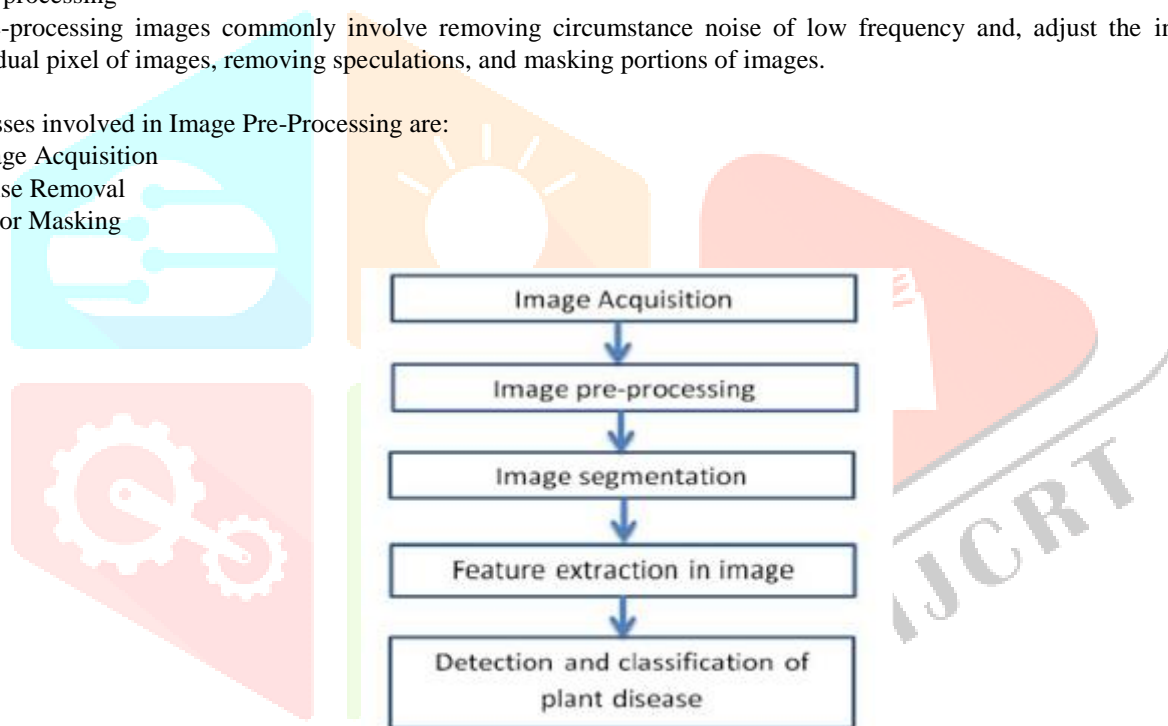 processing
-processing images commonly involve removing circumstance noise of low frequency and, adjust the in
dual pixel of images, removing speculations, and masking portions of images.
sses involved in Image Pre-Processing are:
ge Acquisition
se Removal
or Masking
Image Acquisition
Image pre-processing
Image segmentation
Feature extraction in image
Detection and classification of
plant disease
IJCRT